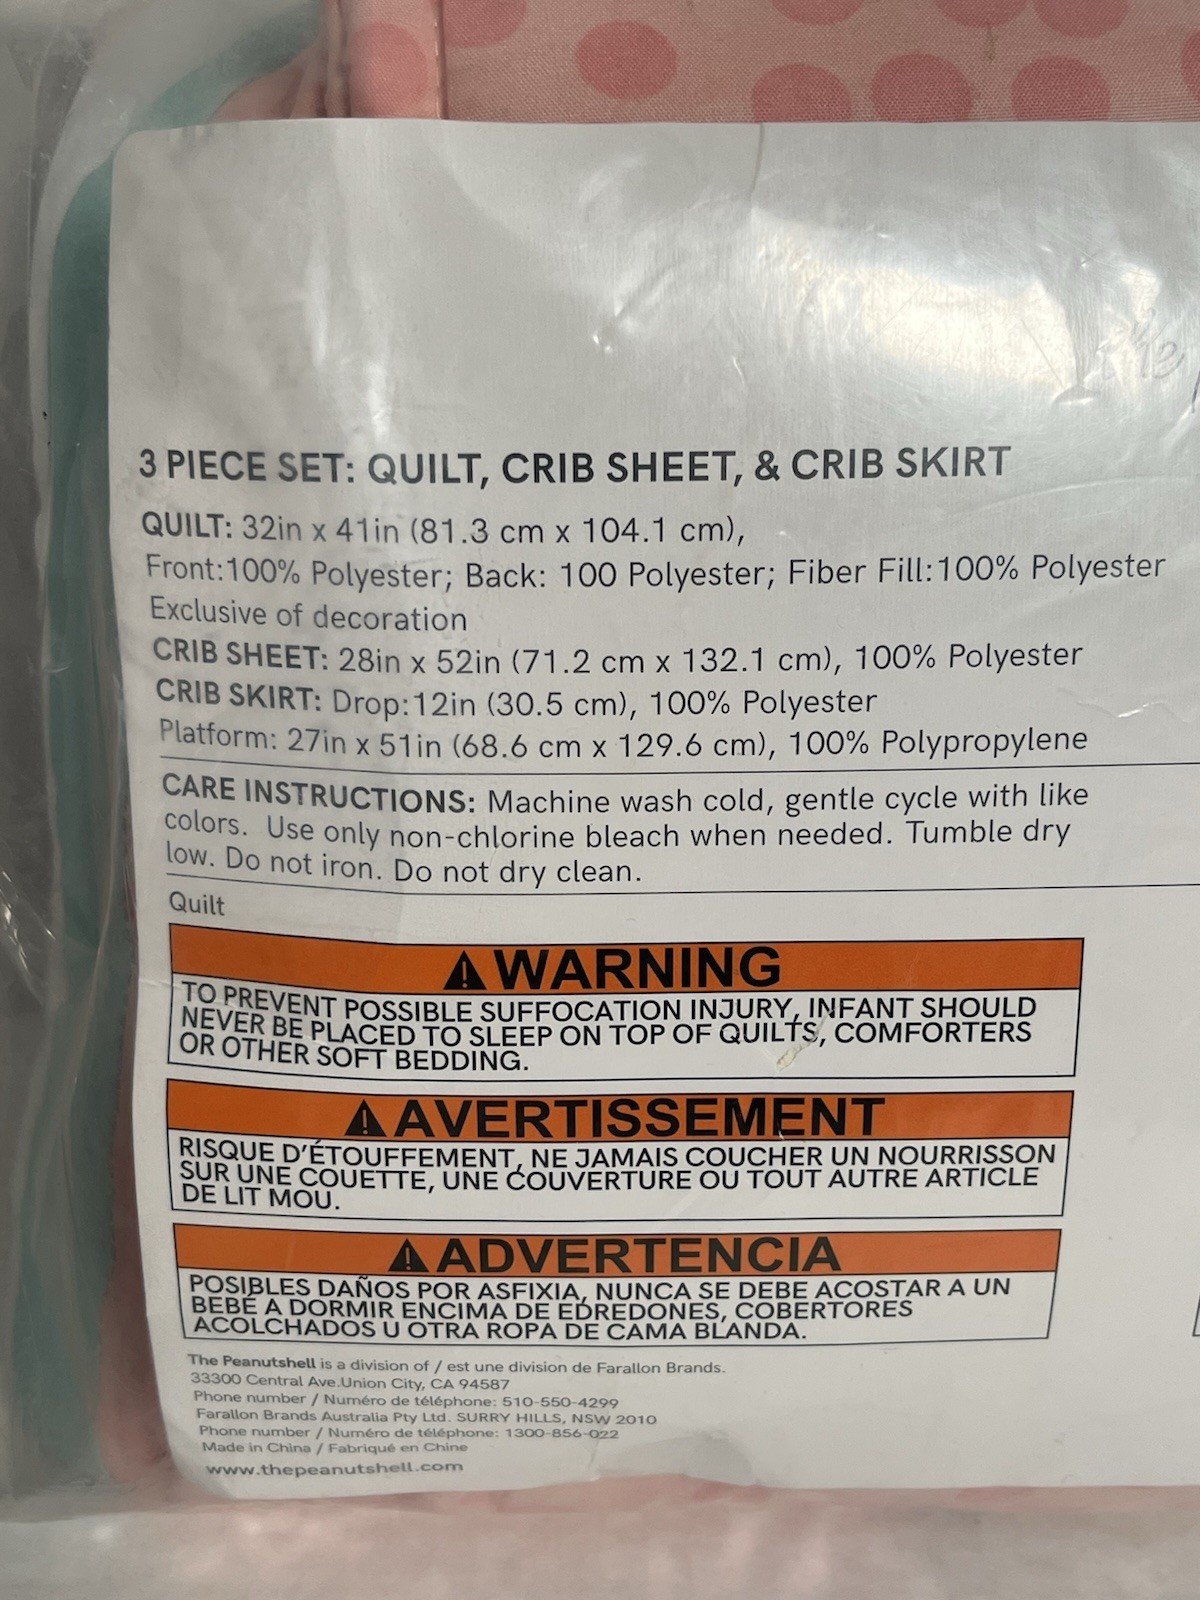 3 PIECE SET: QUILT, CRIB SHEET, & CRIB SKIRT
QUILT: 32in x 41in (81.3 cm x 104.1 cm),
Front:100% Polyester; Back: 100 Polyester; Fiber Fill:100% Polyester
Exclusive of decoration
CRIB SHEET: 28in x 52in (71.2 cm x 132.1 cm), 100% Polyester
CRIB SKIRT: Drop:12in (30.5 cm), 100% Polyester
Platform: 27in x 51in (68.6 cm x 129.6 cm), 100% Polypropylene
CARE INSTRUCTIONS: Machine wash cold, gentle cycle with like
colors. Use only non-chlorine bleach when needed. Tumble dry
low. Do not iron. Do not dry clean.
Quilt
⚠WARNING
TO PREVENT POSSIBLE SUFFOCATION INJURY, INFANT SHOULD
NEVER BE PLACED TO SLEEP ON TOP OF QUILTS, COMFORTERS
OR OTHER SOFT BEDDING.
⚠AVERTISSEMENT
RISQUE D'ÉTOUFFEMENT, NE JAMAIS COUCHER UN NOURRISSON
SUR UNE COUETTE, UNE COUVERTURE OU TOUT AUTRE ARTICLE
DE LIT MOU.
⚠ADVERTENCIA
POSIBLES DAÑOS POR ASFIXIA, NUNCA SE DEBE ACOSTAR A UN
BEBÉ A DORMIR ENCIMA DE EDREDONES, COBERTORES
ACOLCHADOS U OTRA ROPA DE CAMA BLANDA.
The Peanutshell is a division of / est une division de Farallon Brands.
33300 Central Ave.Union City, CA 94587
Phone number / Numéro de téléphone: 510-550-4299
Farallon Brands Australia Pty Ltd. SURRY HILLS, NSW 2010
Phone number / Numéro de téléphone: 1300-856-022
Made in China / Fabriqué en Chine
www.thepeanutshell.com